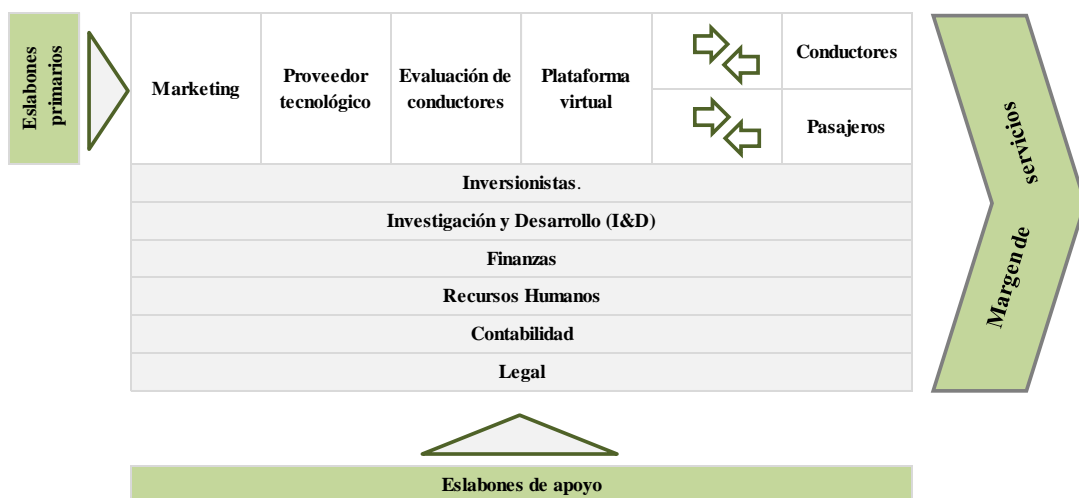 Eslabones
primarios
Marketing
Proveedor
tecnológico
Evaluación de
conductores
Plataforma
virtual
Conductores
Pasajeros
Inversionistas.
Investigación y Desarrollo (I&D)
Finanzas
Recursos Humanos
Contabilidad
Legal
Margen de
servicios
Eslabones de apoyo